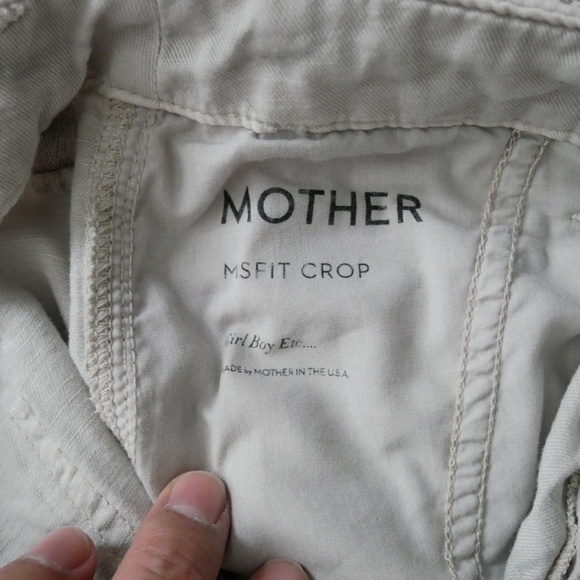 MOTHER
MSFIT CROP
Girl Boy Etc....
ADE by MOTHER IN THE U.S.A.